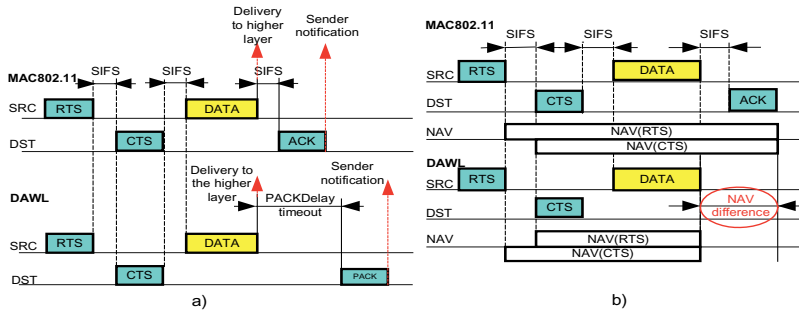 Delivery to
higher
layer
Sender
notification
MAC802.11
SIFS
SIFS
SIFS
SRC
RTS
DATA
DST
CTS
ACK
Delivery to
the higher
layer
Sender
notification
PACKDelay
timeout
DAWL
SRC
RTS
DATA
DST
CTS
PACK
a)
MAC802.11
SIFS
SIFS
SIFS
SRC
RTS
DATA
DST
CTS
ACK
NAV
NAV(RTS)
NAV(CTS)
DAWL
SRC
RTS
DATA
DST
CTS
NAV
difference
NAV
NAV(RTS)
NAV(CTS)
b)